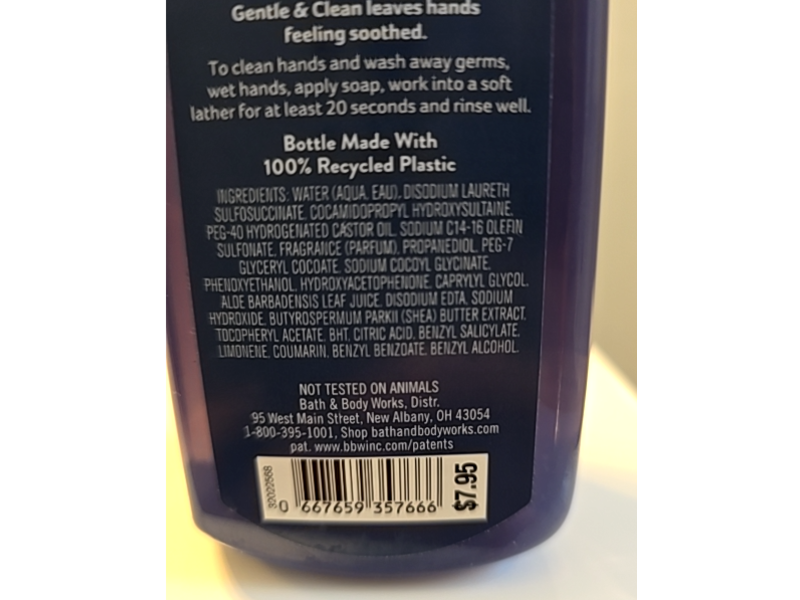 Gentle & Clean leaves hands
feeling soothed.
To clean hands and wash away germs,
wet hands, apply soap, work into a soft
lather for at least 20 seconds and rinse well.
Bottle Made With
100% Recycled Plastic
INGREDIENTS: WATER (AQUA, EAU), DISODIUM LAURETH
SULFOSUCCINATE, COCAMIDOPROPYL HYDROXYSULTAINE,
PEG-40 HYDROGENATED CASTOR OIL, SODIUM C14-16 OLEFIN
SULFONATE, FRAGRANCE (PARFUM), PROPANEDIOL, PEG-7
GLYCERYL COCOATE, SODIUM COCOYL GLYCINATE,
PHENOXYETHANOL, HYDROXYACETOPHENONE, CAPRYLYL GLYCOL,
ALOE BARBADENSIS LEAF JUICE, DISODIUM EDTA, SODIUM
HYDROXIDE, BUTYROSPERMUM PARKII (SHEA) BUTTER EXTRACT,
TOCOPHERYL ACETATE, BHT, CITRIC ACID, BENZYL SALICYLATE,
LIMONENE, COUMARIN, BENZYL BENZOATE, BENZYL ALCOHOL.
NOT TESTED ON ANIMALS
Bath & Body Works, Distr.
95 West Main Street, New Albany, OH 43054
1-800-395-1001, Shop bathandbodyworks.com
pat. www.bbwinc.com/patents
0 667659 357666
$7.95